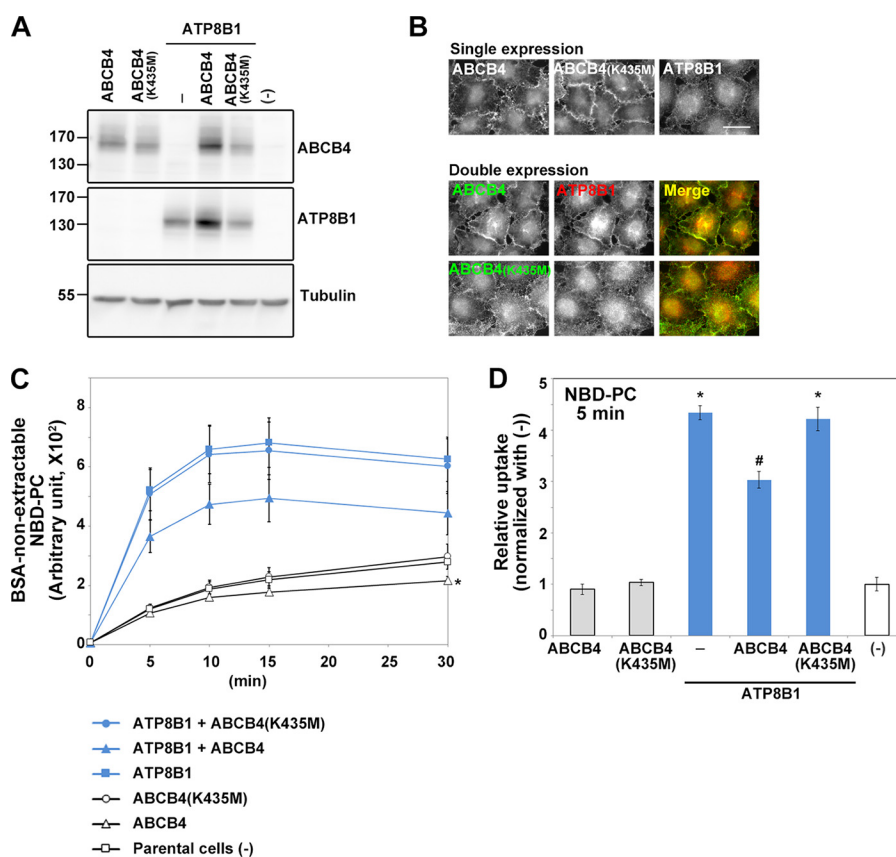 A
ATP8B1
ABCB4
ABCB4
(K435M)
–
ABCB4
ABCB4
(K435M)
(-)
170
130
ABCB4
170
130
ATP8B1
55
Tubulin
B
Single expression
ABCB4
ABCB4(K435M)
ATP8B1
Double expression
ABCB4
ATP8B1
Merge
ABCB4(K435M)
C
BSA-non-extractable
NBD-PC
(Arbitrary unit, X10²)
8
6
4
2
0
*
0 5 10 15 30
(min)
ATP8B1 + ABCB4(K435M)
ATP8B1 + ABCB4
ATP8B1
ABCB4(K435M)
ABCB4
Parental cells (-)
D
NBD-PC
5 min
Relative uptake
(normalized with (-))
5
4
3
2
1
0
*
#
*
ABCB4
ABCB4
(K435M)
–
ABCB4
ABCB4
(K435M)
(-)
ATP8B1